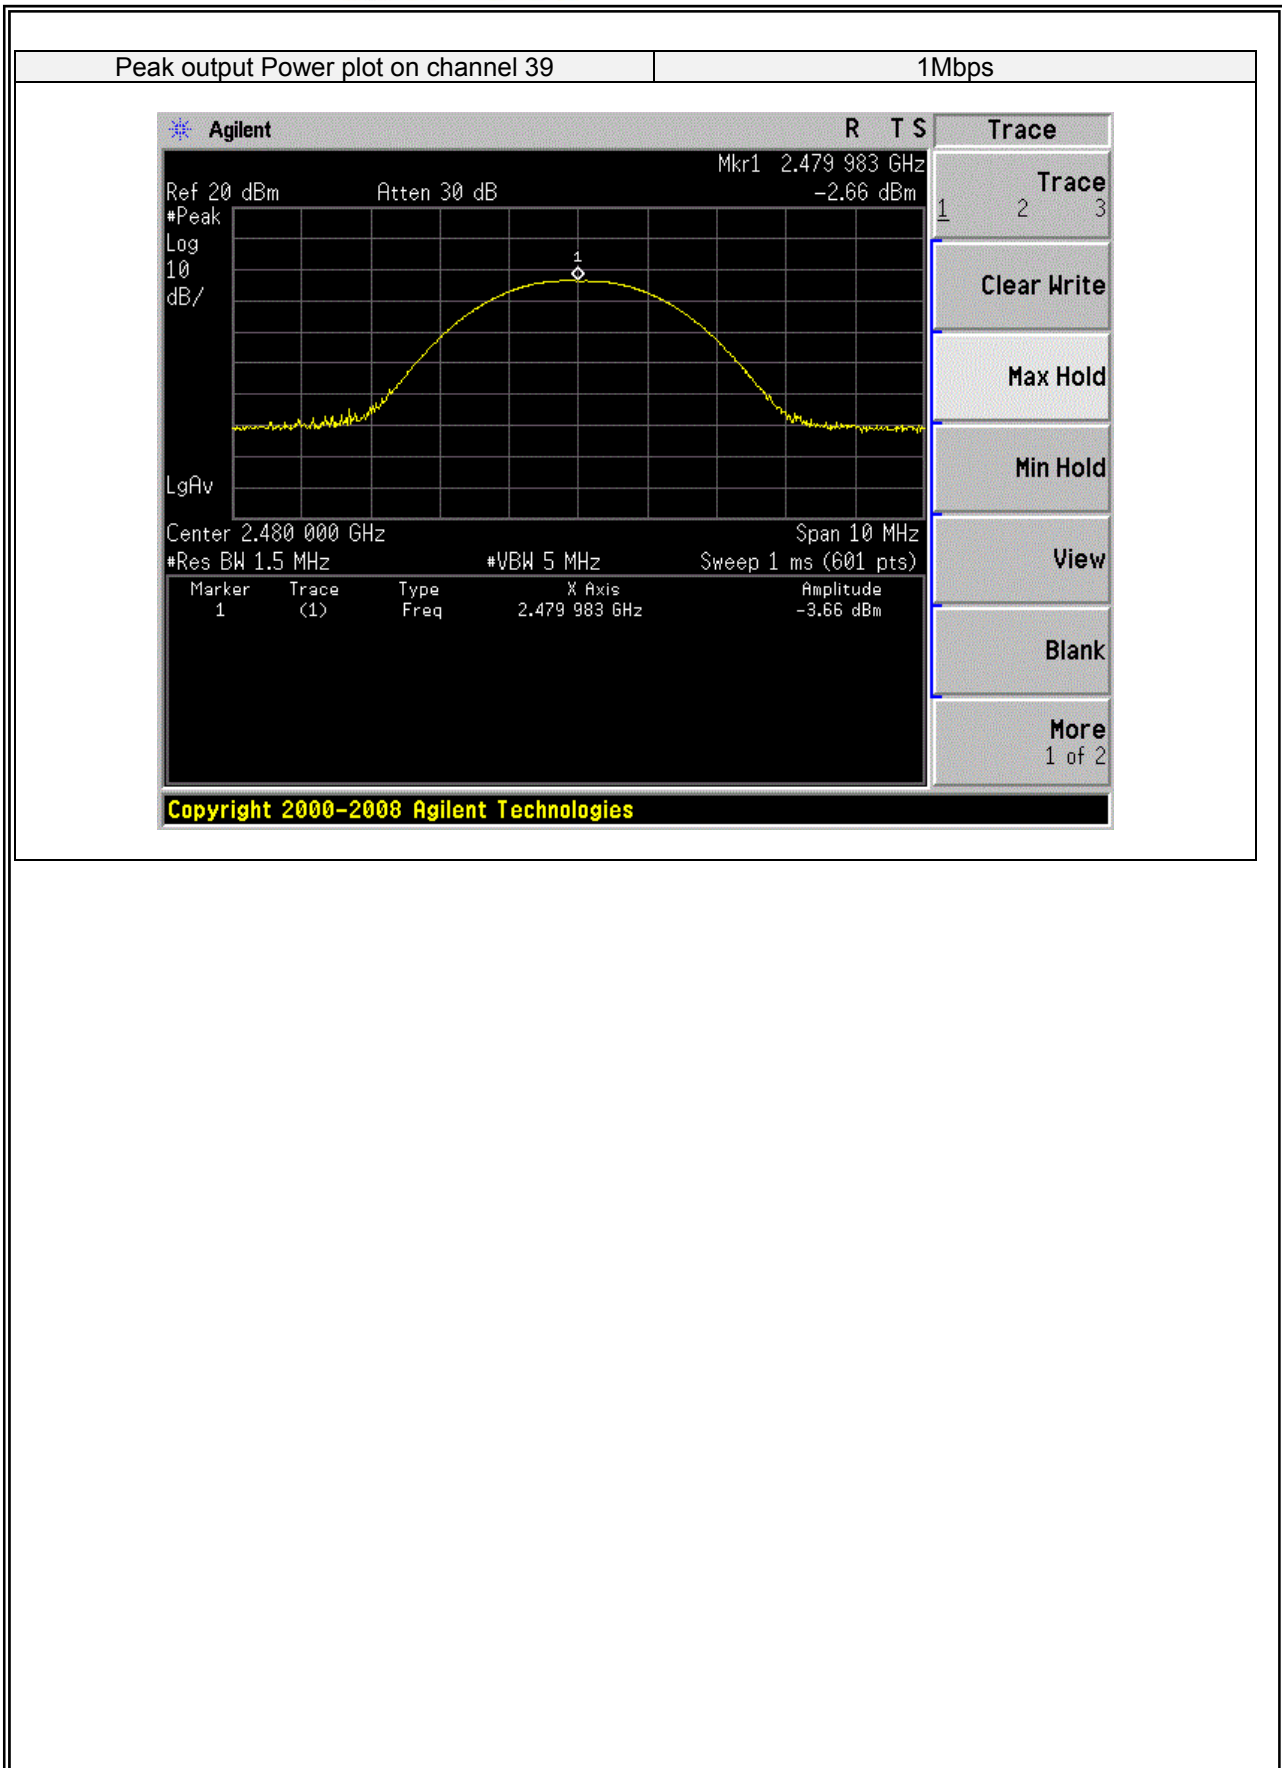 Peak output Power plot on channel 39 1Mbps
Agilent R T S Trace
Mkr1 2.479 983 GHz
Ref 20 dBm Atten 30 dB -2.66 dBm
#Peak
Log
10
dB/
1
LgAv
Center 2.480 000 GHz Span 10 MHz
#Res BW 1.5 MHz #VBW 5 MHz Sweep 1 ms (601 pts)
Marker Trace Type X Axis Amplitude
1 (1) Freq 2.479 983 GHz -3.66 dBm
Trace
1 2 3
Clear Write
Max Hold
Min Hold
View
Blank
More
1 of 2
Copyright 2000-2008 Agilent Technologies